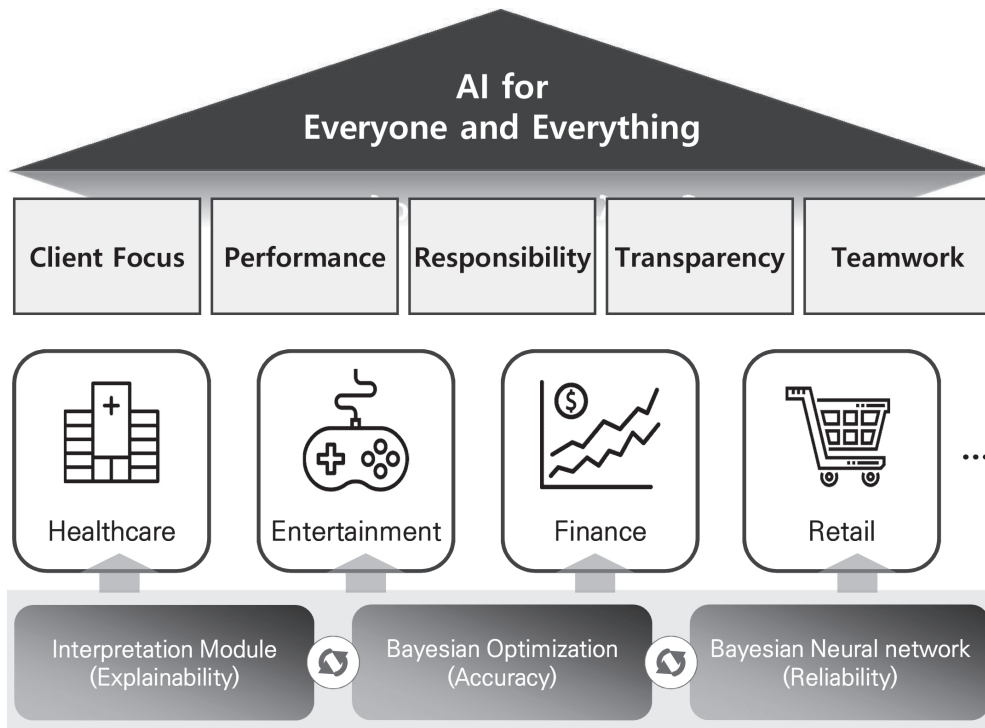 AI for
Everyone and Everything
Client Focus
Performance
Responsibility
Transparency
Teamwork
$
Healthcare
Entertainment
Finance
Retail
...
Interpretation Module
(Explainability)
Bayesian Optimization
(Accuracy)
Bayesian Neural network
(Reliability)